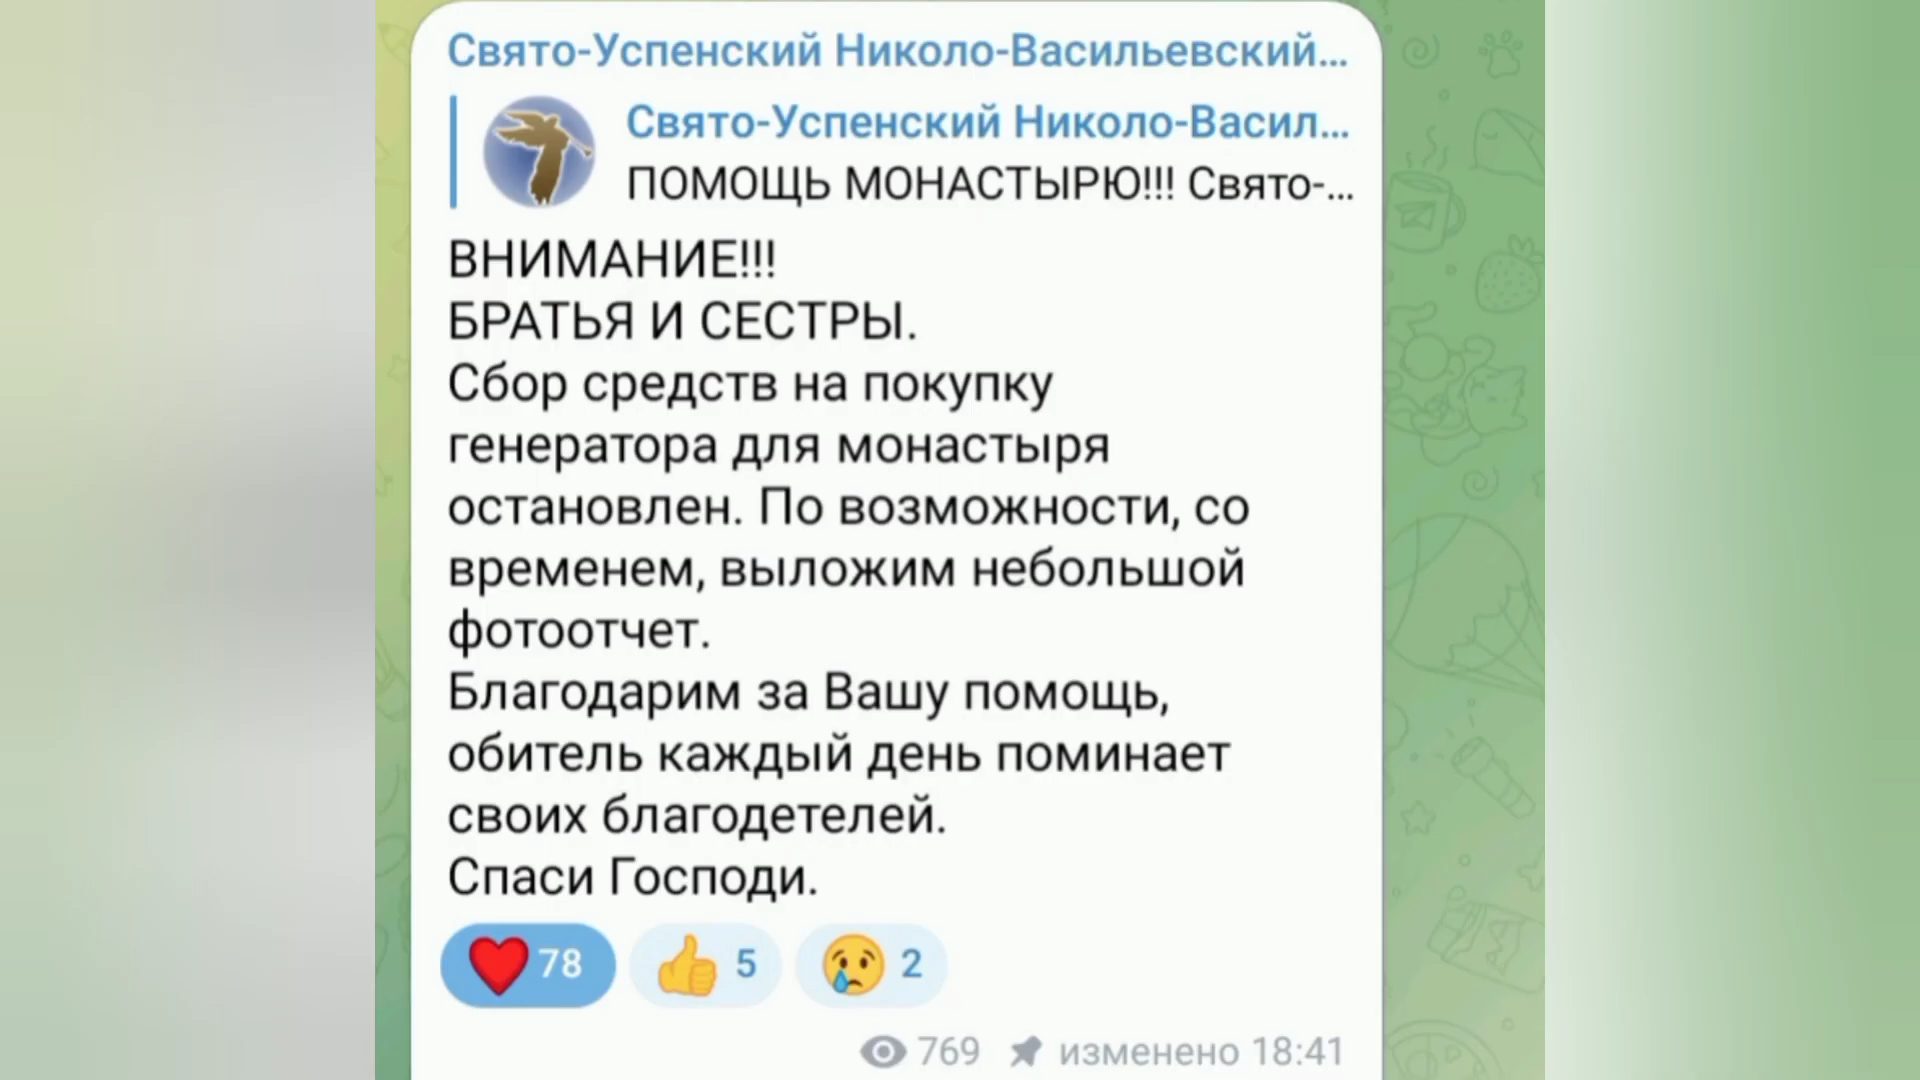 Свято-Успенский Николо-Васильевский...
Свято-Успенский Николо-Васил...
ПОМОЩЬ МОНАСТЫРЮ!!! Свято-...
ВНИМАНИЕ!!!
БРАТЬЯ И СЕСТРЫ.
Сбор средств на покупку
генератора для монастыря
остановлен. По возможности, со
временем, выложим небольшой
фотоотчет.
Благодарим за Вашу помощь,
обитель каждый день поминает
своих благодетелей.
Спаси Господи.
78 5 2
769 изменено 18:41